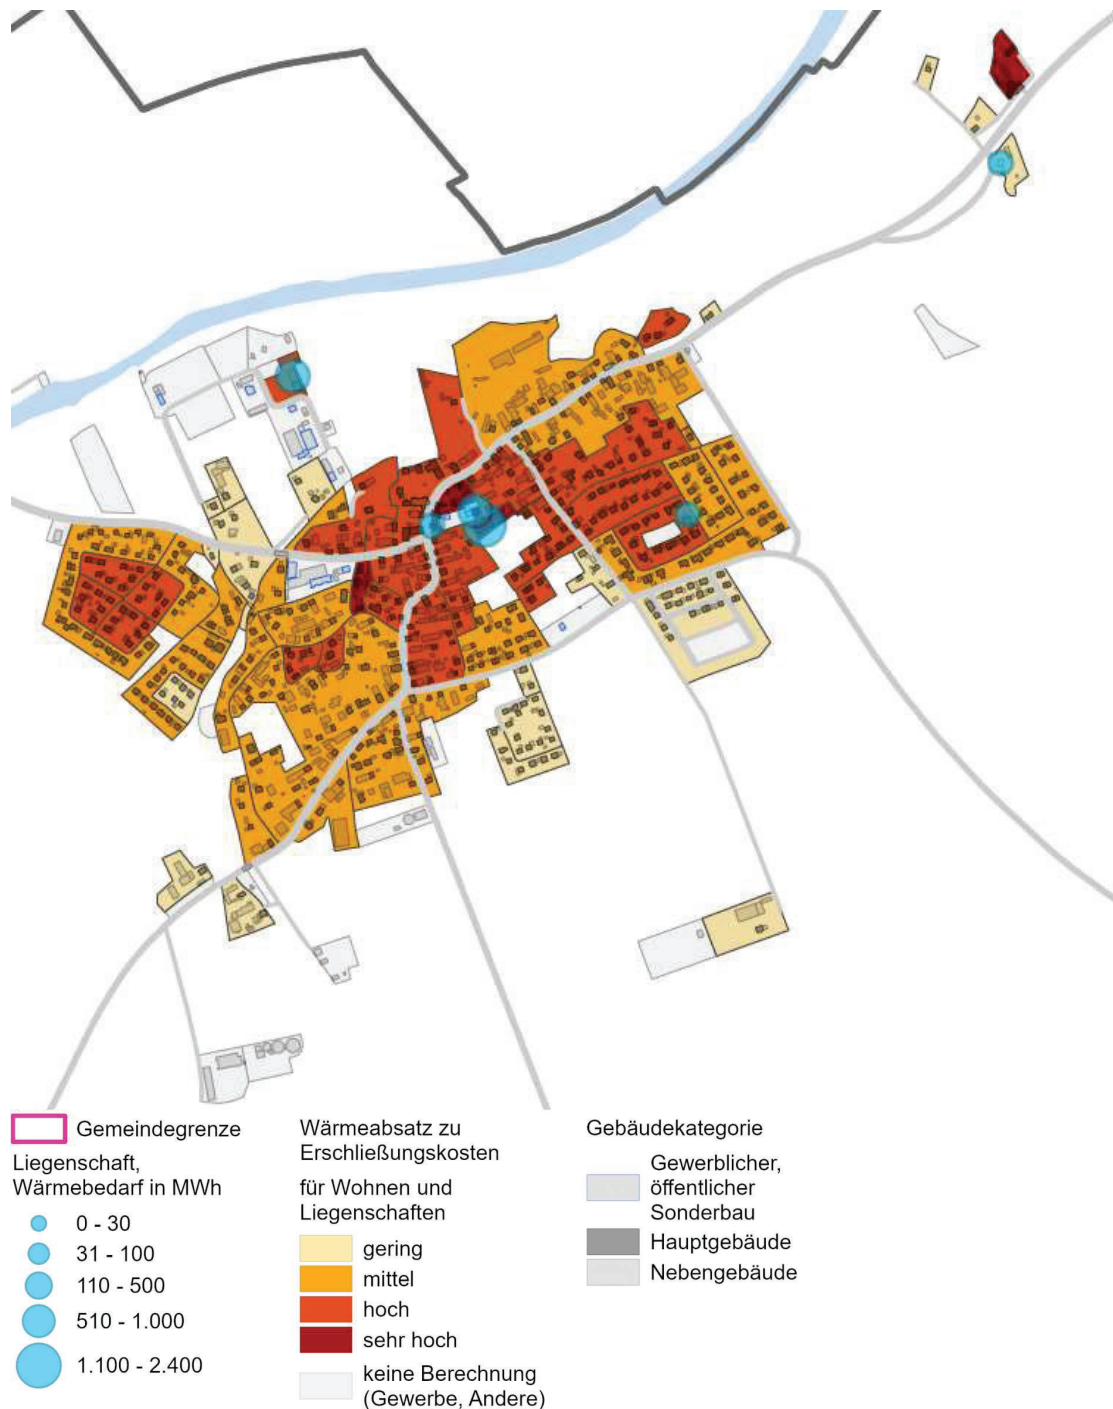 Gemeindegrenze
Liegenschaft,
Wärmebedarf in MWh
0 - 30
31 - 100
110 - 500
510 - 1.000
1.100 - 2.400
Wärmeabsatz zu
Erschließungskosten
für Wohnen und
Liegenschaften
gering
mittel
hoch
sehr hoch
keine Berechnung
(Gewerbe, Andere)
Gebäudekategorie
Gewerblicher,
öffentlicher
Sonderbau
Hauptgebäude
Nebengebäude